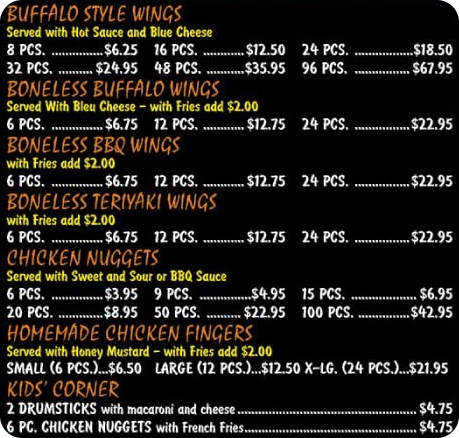 BUFFALO STYLE WINGS
Served with Hot Sauce and Blue Cheese
8 PCS. ..............$6.25 16 PCS. ............$12.50 24 PCS. ................$18.50
32 PCS. ..........$24.95 48 PCS. ............$35.95 96 PCS. ................$67.95
BONELESS BUFFALO WINGS
Served With Bleu Cheese – with Fries add $2.00
6 PCS. ..............$6.75 12 PCS. ............$12.75 24 PCS. ................$22.95
BONELESS BBQ WINGS
with Fries add $2.00
6 PCS. ..............$6.75 12 PCS. ............$12.75 24 PCS. ................$22.95
BONELESS TERIYAKI WINGS
with Fries add $2.00
6 PCS. ..............$6.75 12 PCS. ............$12.75 24 PCS. ................$22.95
CHICKEN NUGGETS
Served with Sweet and Sour or BBQ Sauce
6 PCS. ..............$3.95 9 PCS. ..............$4.95 15 PCS. ................... $6.95
20 PCS. ............$8.95 50 PCS. .......... $22.95 100 PCS. ...............$42.95
HOMEMADE CHICKEN FINGERS
Served with Honey Mustard – with Fries add $2.00
SMALL (6 PCS.)...$6.50 LARGE (12 PCS.)...$12.50 X-LG. (24 PCS.)...$21.95
KIDS' CORNER
2 DRUMSTICKS with macaroni and cheese.................................................... $4.75
6 PC. CHICKEN NUGGETS with French Fries..................................................$4.75